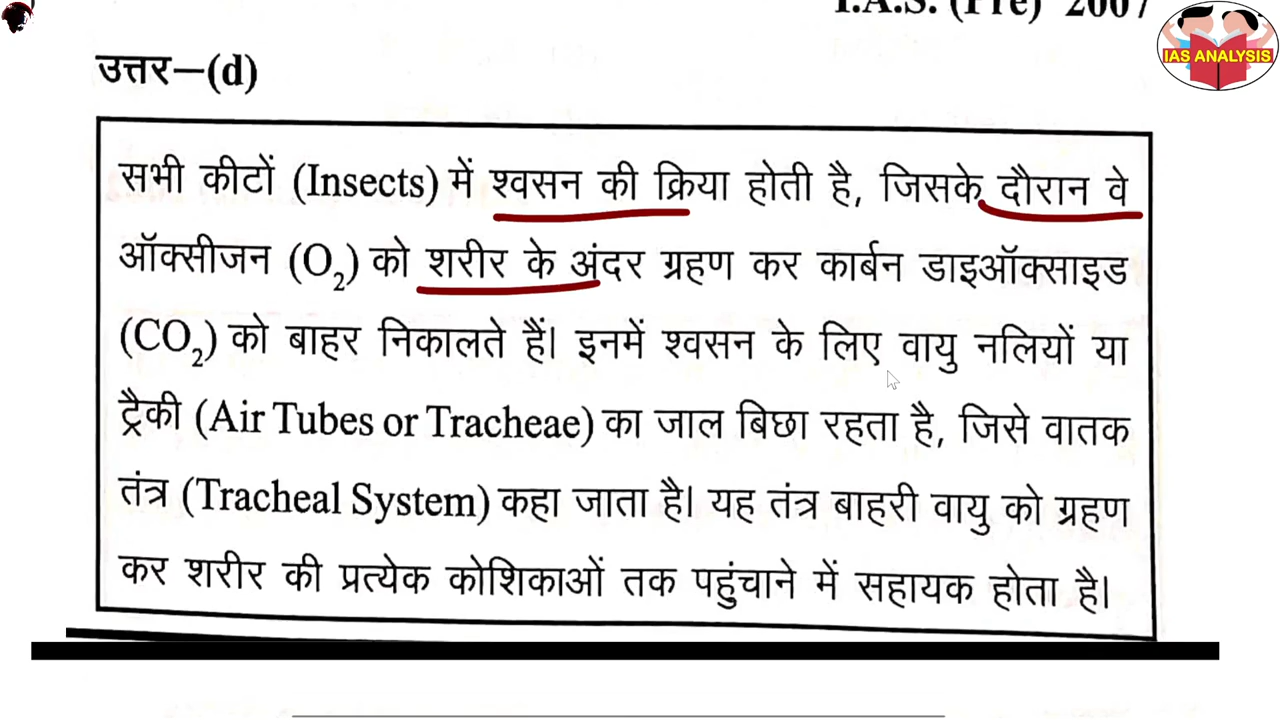 I.A.S. (Pre) 2007
IAS ANALYSIS
उत्तर–(d)
सभी कीटों (Insects) में श्वसन की क्रिया होती है, जिसके दौरान वे
ऑक्सीजन (O₂) को शरीर के अंदर ग्रहण कर कार्बन डाइऑक्साइड
(CO₂) को बाहर निकालते हैं। इनमें श्वसन के लिए वायु नलियों या
ट्रैकी (Air Tubes or Tracheae) का जाल बिछा रहता है, जिसे वातक
तंत्र (Tracheal System) कहा जाता है। यह तंत्र बाहरी वायु को ग्रहण
कर शरीर की प्रत्येक कोशिकाओं तक पहुंचाने में सहायक होता है।